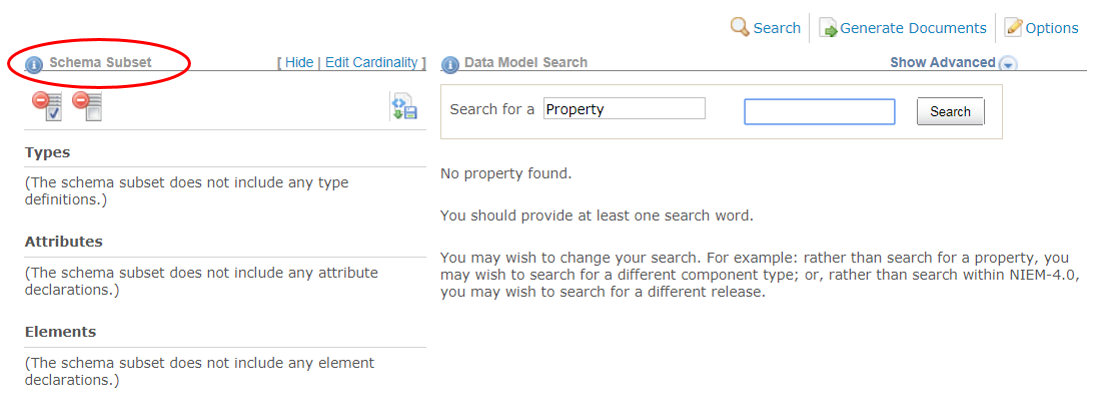 Search Generate Documents Options
Schema Subset [ Hide | Edit Cardinality ]
Types
(The schema subset does not include any type
definitions.)
Attributes
(The schema subset does not include any attribute
declarations.)
Elements
(The schema subset does not include any element
declarations.)
Data Model Search Show Advanced
Search for a Property Search
No property found.
You should provide at least one search word.
You may wish to change your search. For example: rather than search for a property, you
may wish to search for a different component type; or, rather than search within NIEM-4.0,
you may wish to search for a different release.